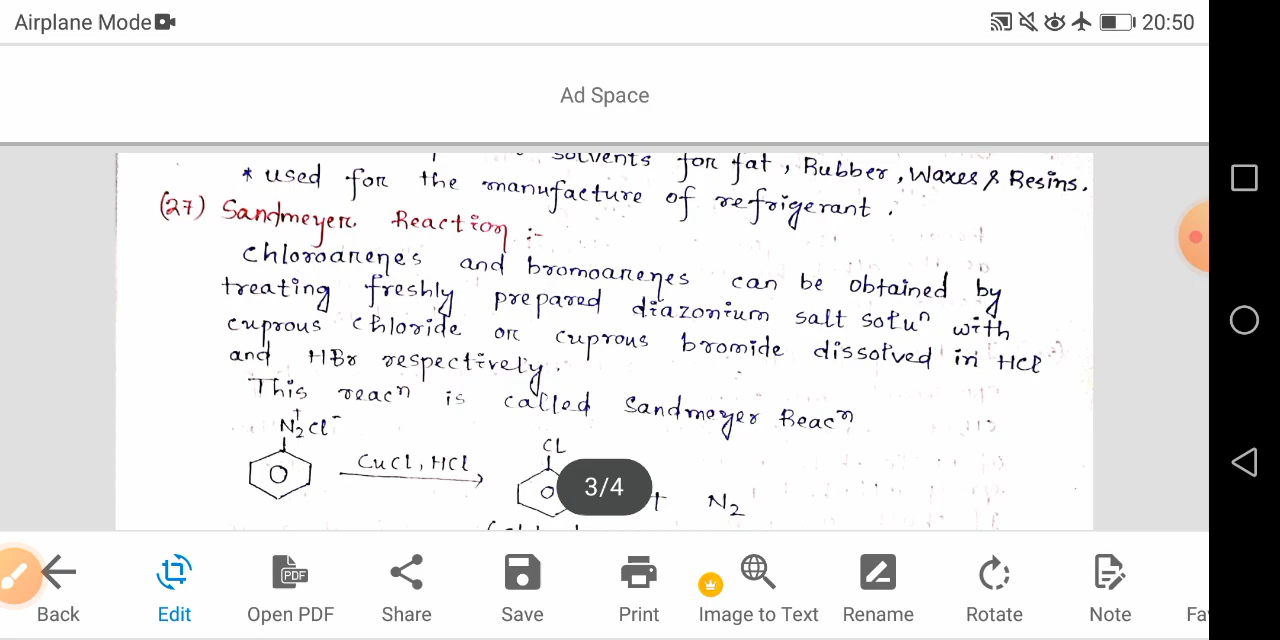 Airplane Mode
20:50
Ad Space
solvents for fat, Rubber, Waxes & Resins.
* used for the manufacture of refrigerant.
(27) Sandmeyer Reaction :-
Chloroarenes and bromoarenes can be obtained by
treating freshly prepared diazonium salt solun with
cuprous chloride or cuprous bromide dissolved in HCl
and HBr respectively.
This reacn is called Sandmeyer Reacn
N2+Cl-
CuCl, HCl
Cl
+ N2
3/4
Back
Edit
PDF
Open PDF
Share
Save
Print
Image to Text
Rename
Rotate
Note
Fa